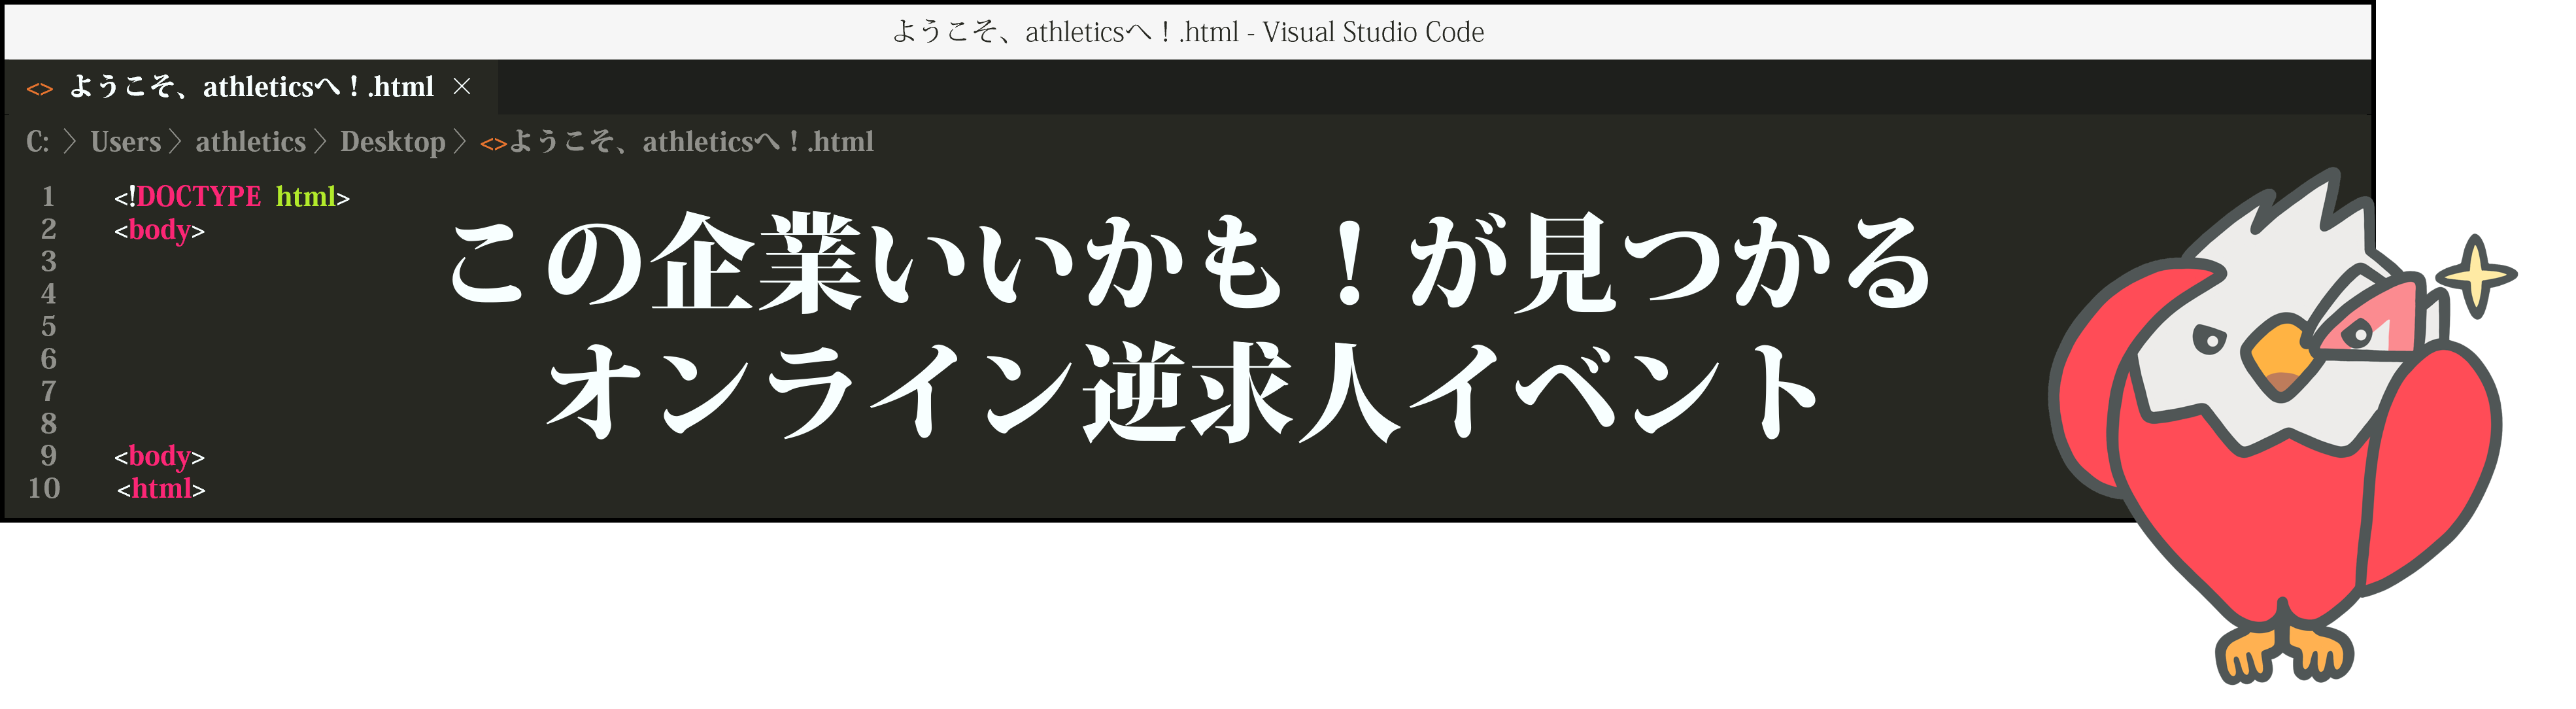 ようこそ、athleticsへ！.html - Visual Studio Code
<> ようこそ、athleticsへ！.html ×
C: 〉 Users 〉 athletics 〉 Desktop 〉 <>ようこそ、athleticsへ！.html
1 <!DOCTYPE html>
2 <body>
3
4
5
6
7
8
9 <body>
10 <html>
この企業いいかも！が見つかる
オンライン逆求人イベント